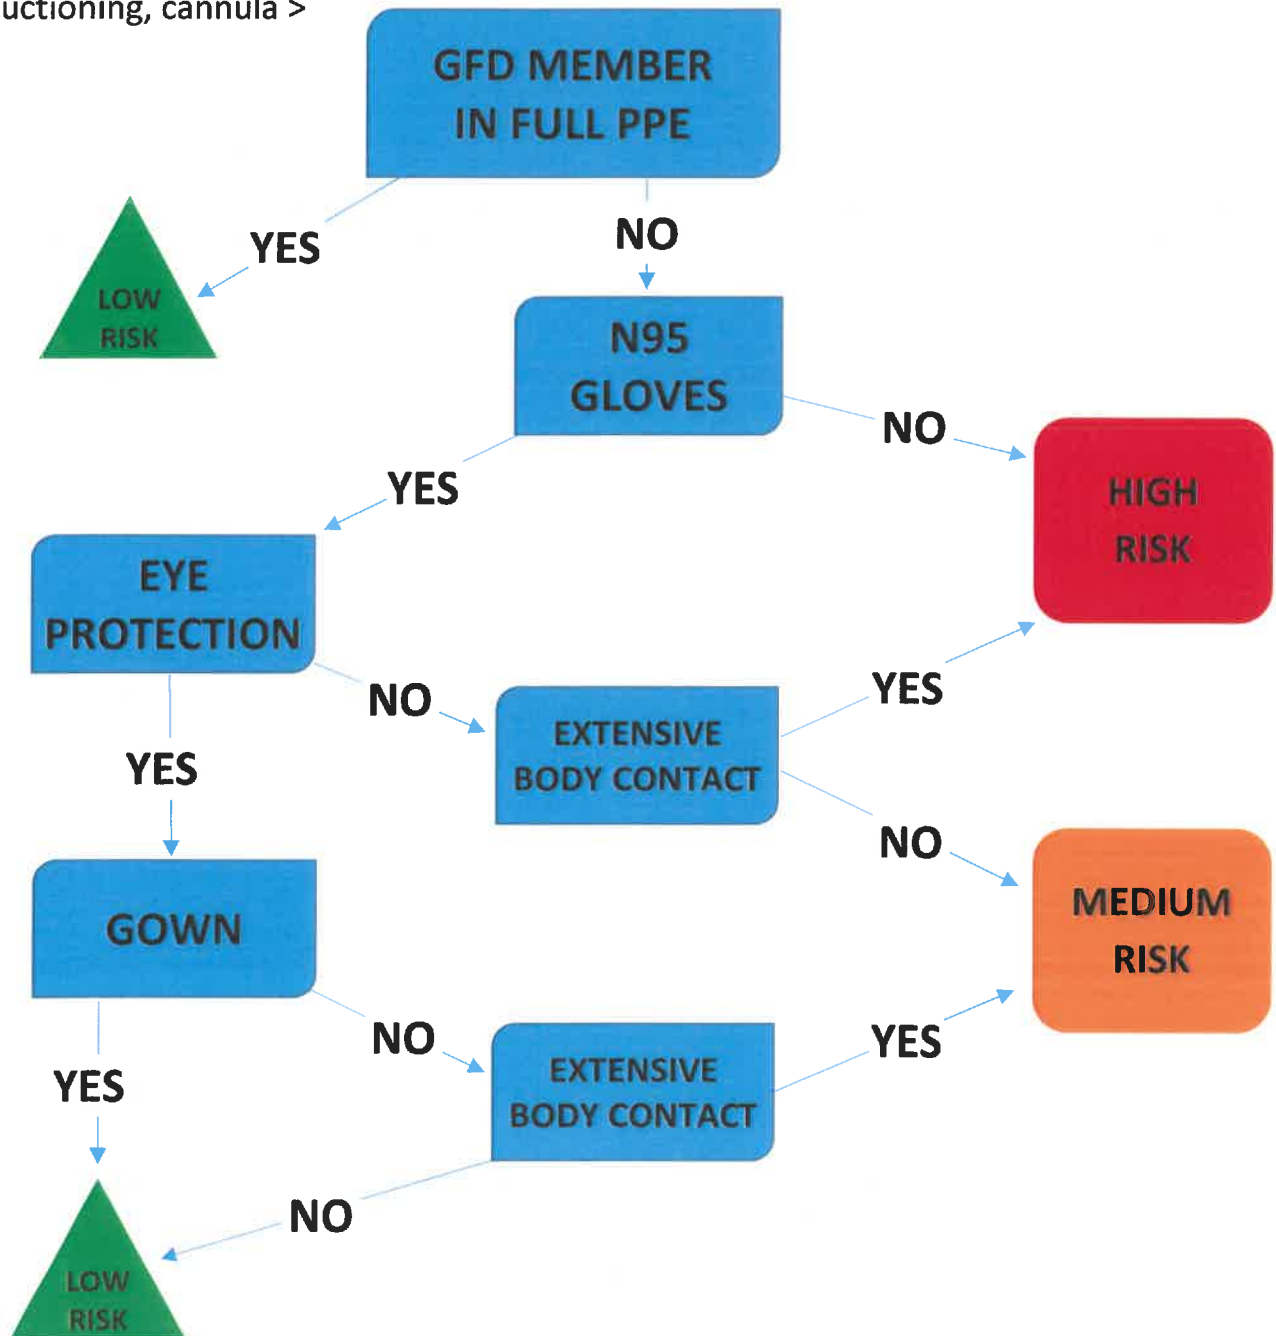 uctioning, cannula >
GFD MEMBER
IN FULL PPE
YES
NO
LOW
RISK
N95
GLOVES
NO
YES
HIGH
RISK
EYE
PROTECTION
NO
YES
EXTENSIVE
BODY CONTACT
YES
NO
MEDIUM
RISK
GOWN
NO
YES
EXTENSIVE
BODY CONTACT
YES
NO
LOW
RISK